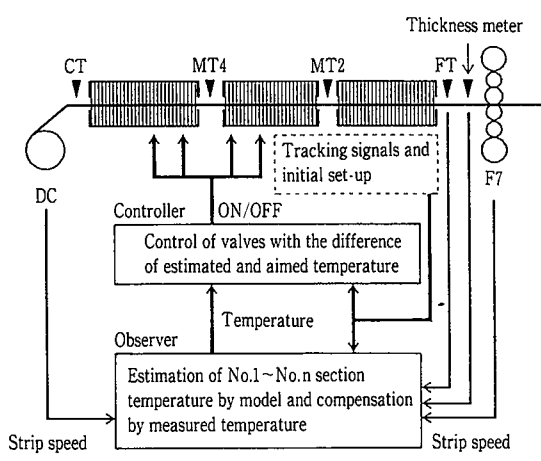 Thickness meter
CT
MT4
MT2
FT
Tracking signals and
initial set-up
DC
F7
Controller
ON/OFF
Control of valves with the difference
of estimated and aimed temperature
Temperature
Observer
Estimation of No.1~No.n section
temperature by model and compensation
by measured temperature
Strip speed
Strip speed